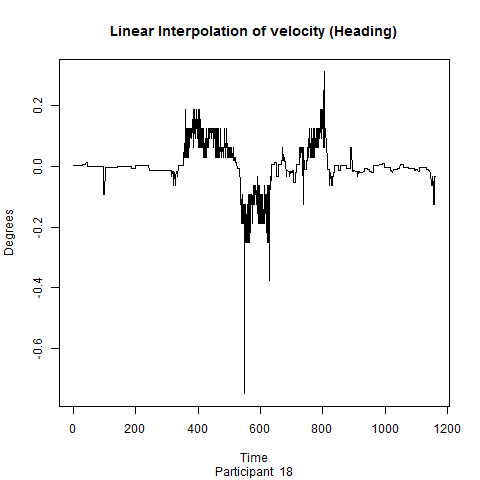 Linear Interpolation of velocity (Heading)
Degrees
0.2
0.0
-0.2
-0.4
-0.6
0 200 400 600 800 1000 1200
Time
Participant 18